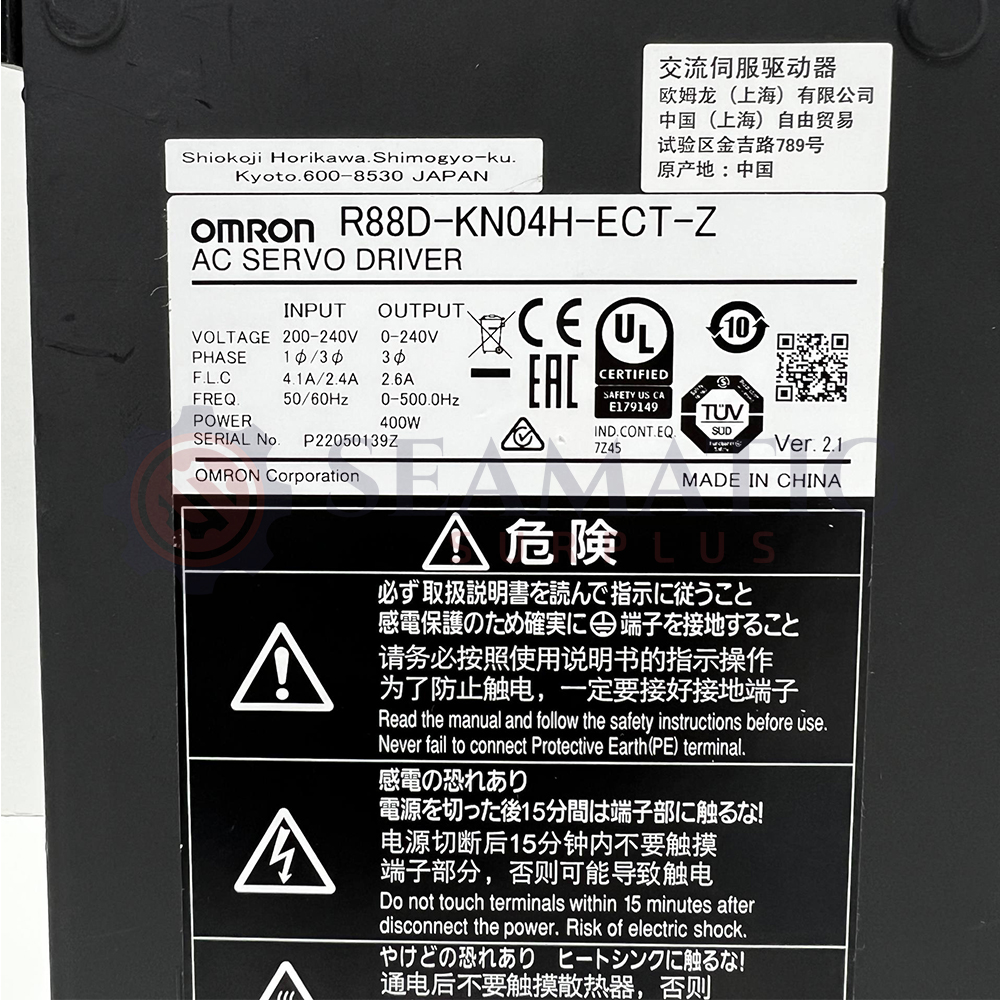 交流伺服驱动器
欧姆龙（上海）有限公司
中国（上海）自由贸易
试验区金吉路789号
原产地：中国
Shiokoji Horikawa.Shimogyo-ku.
Kyoto.600-8530 JAPAN
OMRON R88D-KN04H-ECT-Z
AC SERVO DRIVER
INPUT OUTPUT
VOLTAGE 200-240V 0-240V
PHASE 1φ/3φ 3φ
F.L.C 4.1A/2.4A 2.6A
FREQ. 50/60Hz 0-500.0Hz
POWER 400W
SERIAL No. P22050139Z
CE
EAC
UL
CERTIFIED
SAFETY US CA
E179149
IND.CONT.EQ.
7Z45
10
TÜV
SÜD
Ver. 2.1
OMRON Corporation MADE IN CHINA
SEAMATIC
SURPLUS
危険
必ず取扱説明書を読んで指示に従うこと
感電保護のため確実に端子を接地すること
请务必按照使用说明书的指示操作
为了防止触电，一定要接好接地端子
Read the manual and follow the safety instructions before use.
Never fail to connect Protective Earth(PE) terminal.
感電の恐れあり
電源を切った後15分間は端子部に触るな!
电源切断后15分钟内不要触摸
端子部分，否则可能导致触电
Do not touch terminals within 15 minutes after
disconnect the power. Risk of electric shock.
やけどの恐れあり ヒートシンクに触るな!
通电后不要触摸散热器，否则